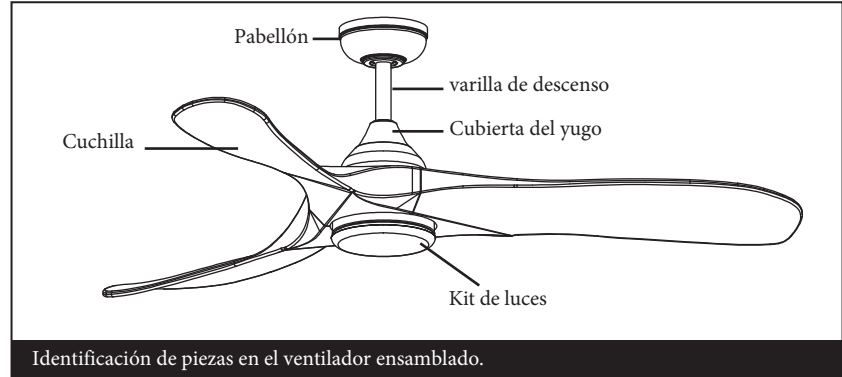 Pabellón
varilla de descenso
Cubierta del yugo
Cuchilla
Kit de luces
Identificación de piezas en el ventilador ensamblado.